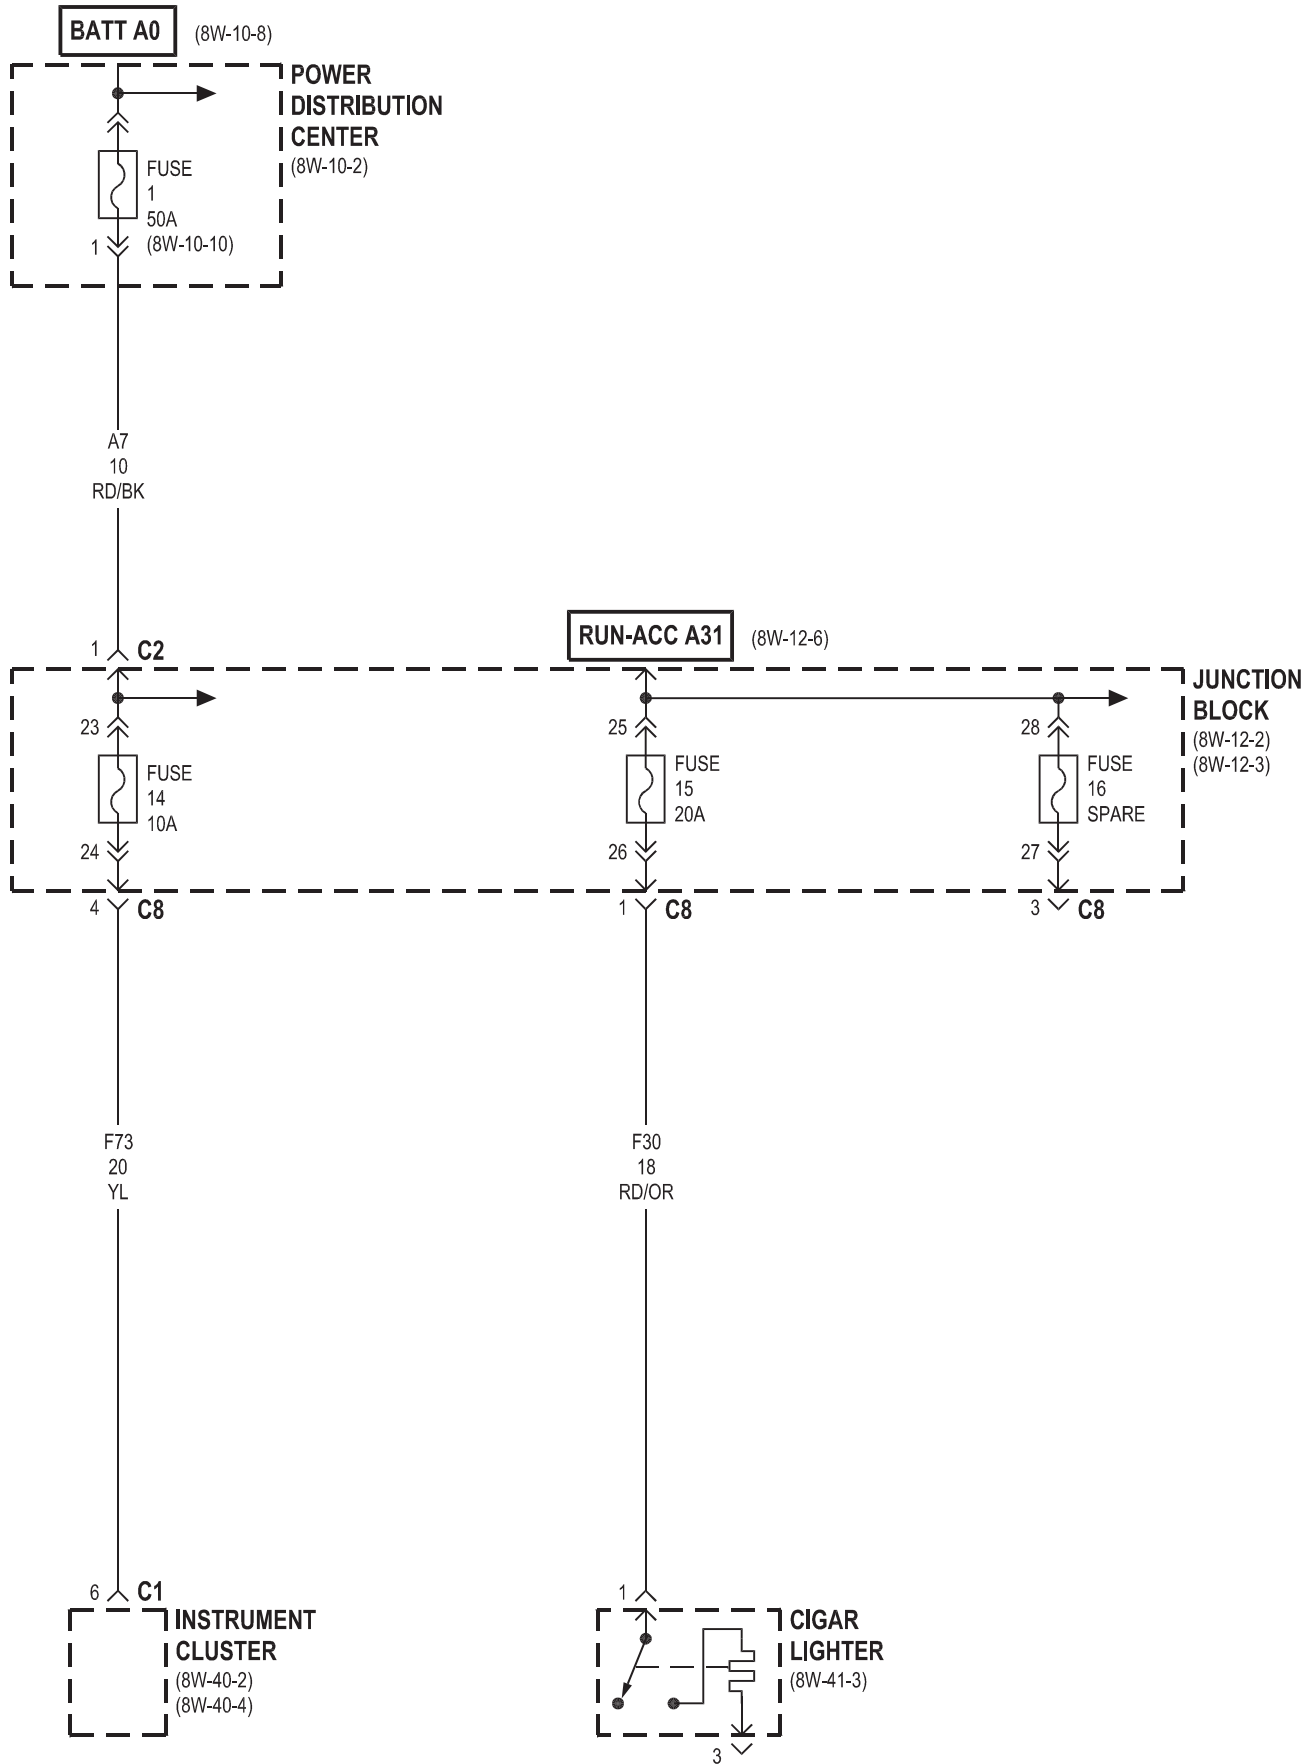 BATT A0 (8W-10-8)
POWER
DISTRIBUTION
CENTER
(8W-10-2)
FUSE
1
50A
(8W-10-10)
1
A7
10
RD/BK
1 C2
RUN-ACC A31 (8W-12-6)
JUNCTION
BLOCK
(8W-12-2)
(8W-12-3)
23
FUSE
14
10A
24
4 C8
25
FUSE
15
20A
26
1 C8
28
FUSE
16
SPARE
27
3 C8
F73
20
YL
F30
18
RD/OR
6 C1
INSTRUMENT
CLUSTER
(8W-40-2)
(8W-40-4)
1
CIGAR
LIGHTER
(8W-41-3)
3